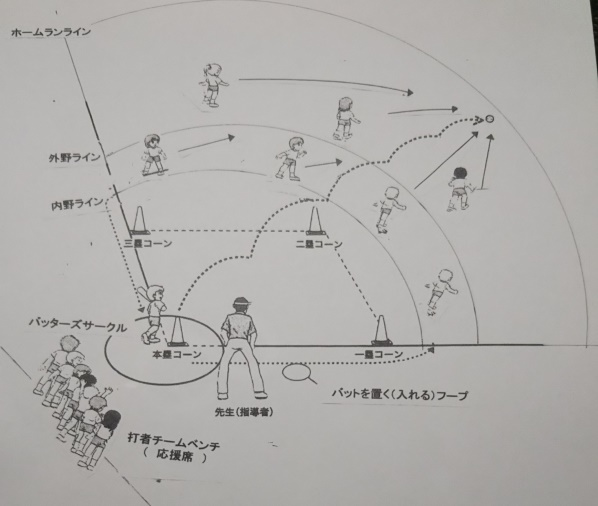 ホームランライン
外野ライン
内野ライン
三塁コーン
二塁コーン
バッターズサークル
本塁コーン
一塁コーン
先生(指導者)
バットを置く(入れる)フープ
打者チームベンチ
(応援席)